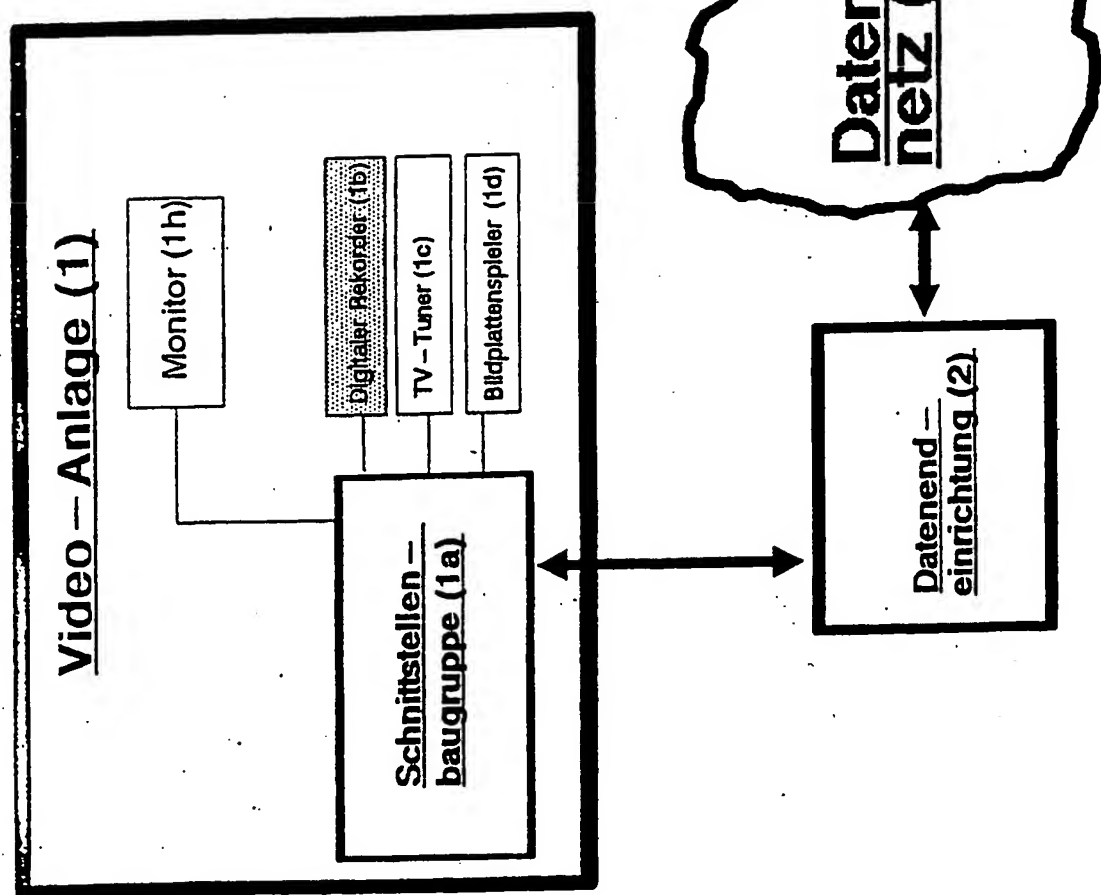 Video – Anlage (1)
Monitor (1h)
Digitaler Rekorder (1b)
TV – Tuner (1c)
Bildplattenspieler (1d)
Schnittstellen –
baugruppe (1a)
Datenend –
einrichtung (2)
netz